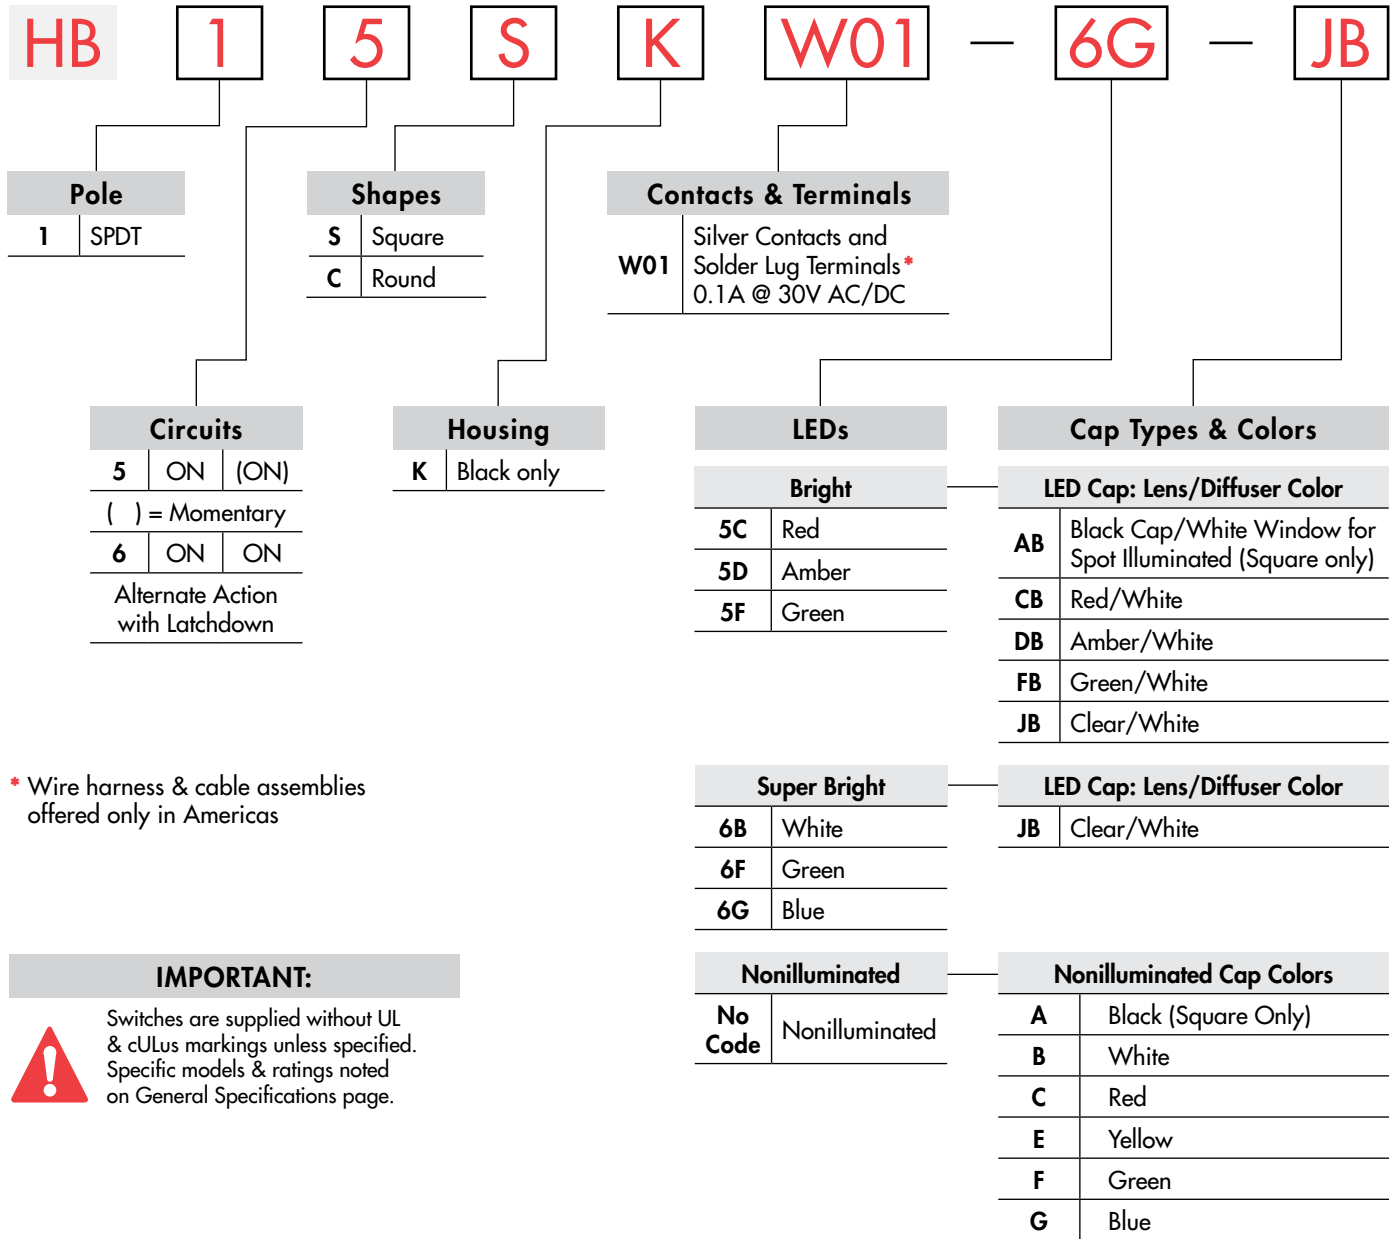 HB 1 5 S K W01 — 6G — JB
Pole
1 SPDT
Shapes
S Square
C Round
Contacts & Terminals
W01 Silver Contacts and
Solder Lug Terminals*
0.1A @ 30V AC/DC
Circuits
5 ON (ON)
( ) = Momentary
6 ON ON
Alternate Action
with Latchdown
Housing
K Black only
LEDs
Bright
5C Red
5D Amber
5F Green
Cap Types & Colors
LED Cap: Lens/Diffuser Color
AB Black Cap/White Window for
Spot Illuminated (Square only)
CB Red/White
DB Amber/White
FB Green/White
JB Clear/White
* Wire harness & cable assemblies
offered only in Americas
Super Bright
6B White
6F Green
6G Blue
LED Cap: Lens/Diffuser Color
JB Clear/White
IMPORTANT:
Switches are supplied without UL
& cULus markings unless specified.
Specific models & ratings noted
on General Specifications page.
Nonilluminated
No
Code Nonilluminated
Nonilluminated Cap Colors
A Black (Square Only)
B White
C Red
E Yellow
F Green
G Blue